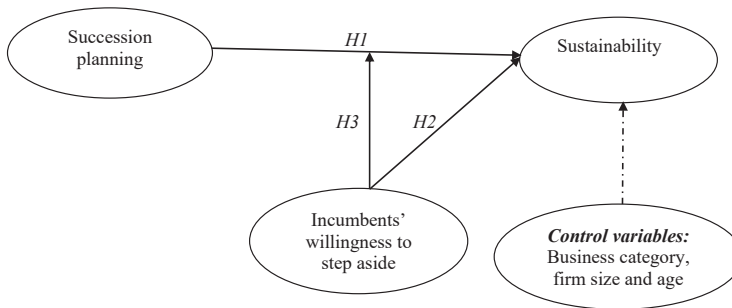 Succession
planning
H1
Sustainability
H3
H2
Incumbents'
willingness to
step aside
Control variables:
Business category,
firm size and age